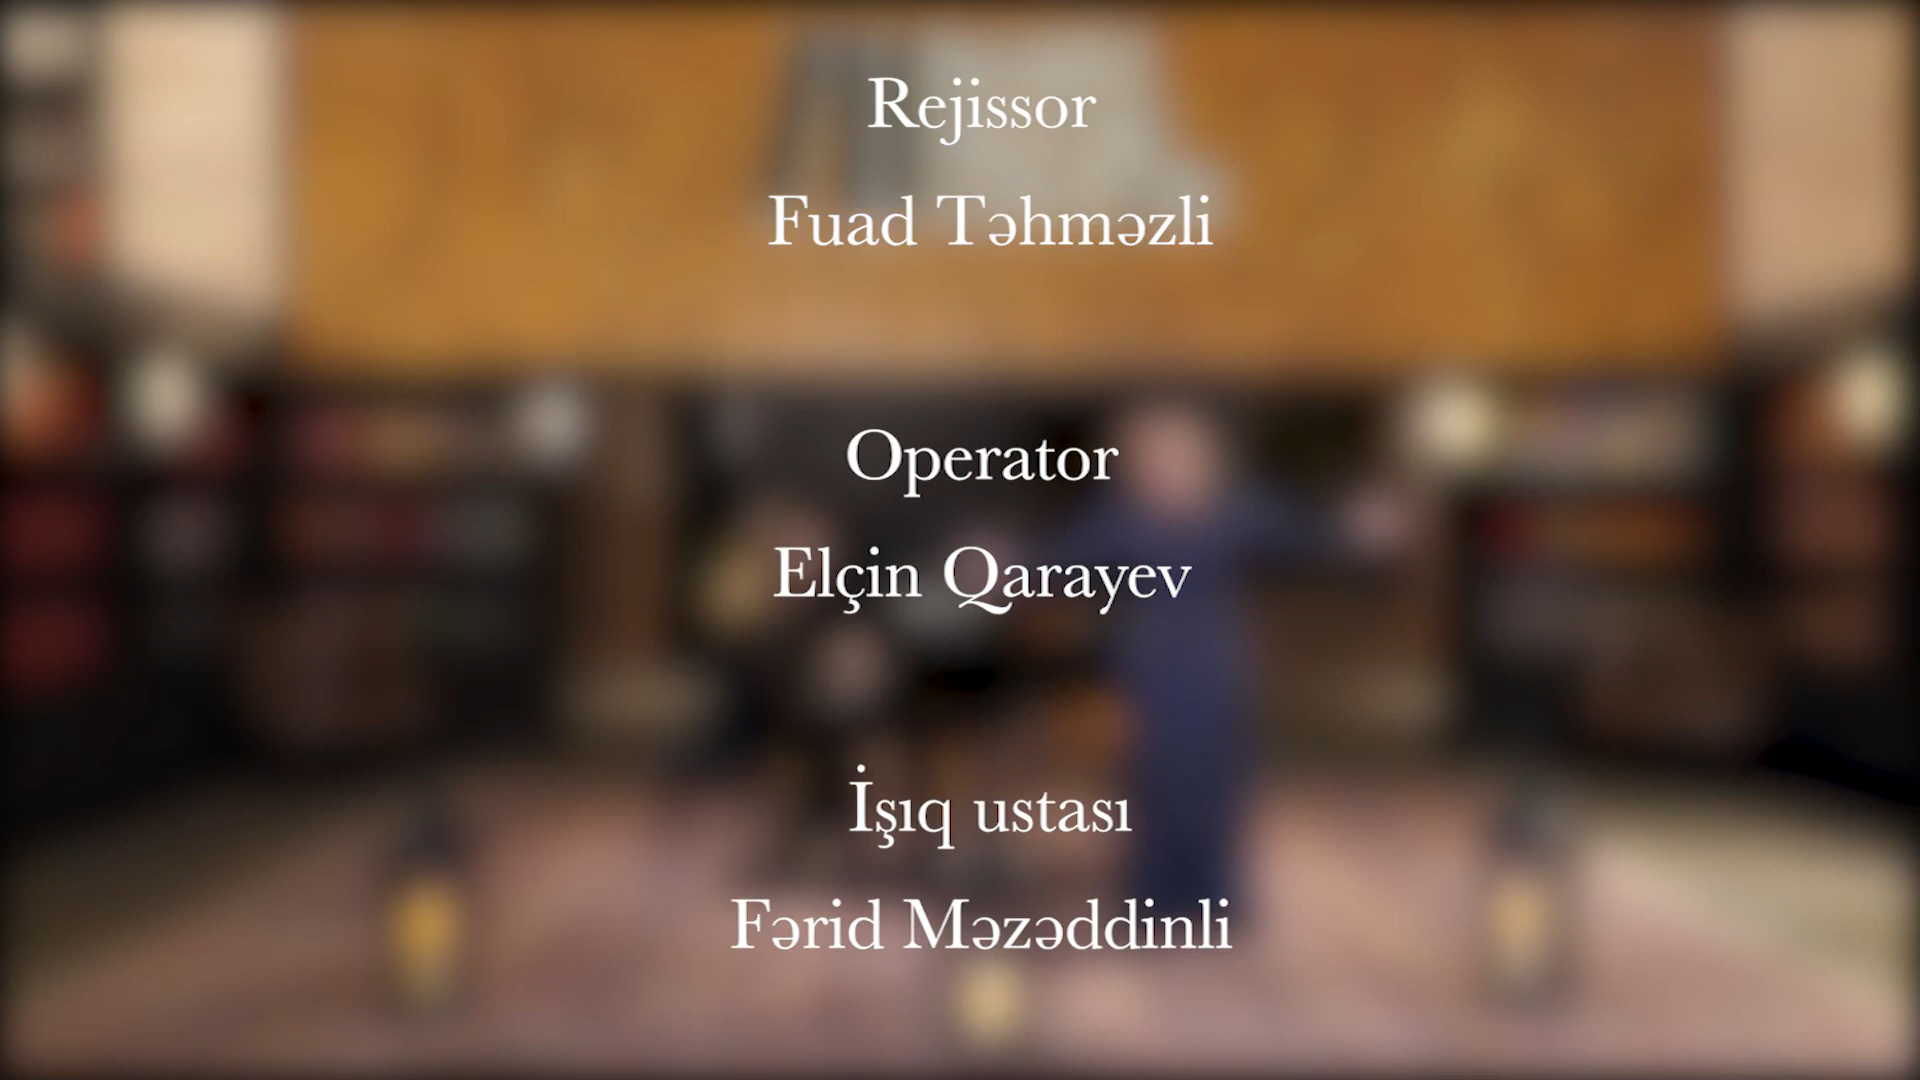 Rejissor
Fuad Təhməzli
Operator
Elçin Qarayev
İşıq ustası
Fərid Məzəddinli